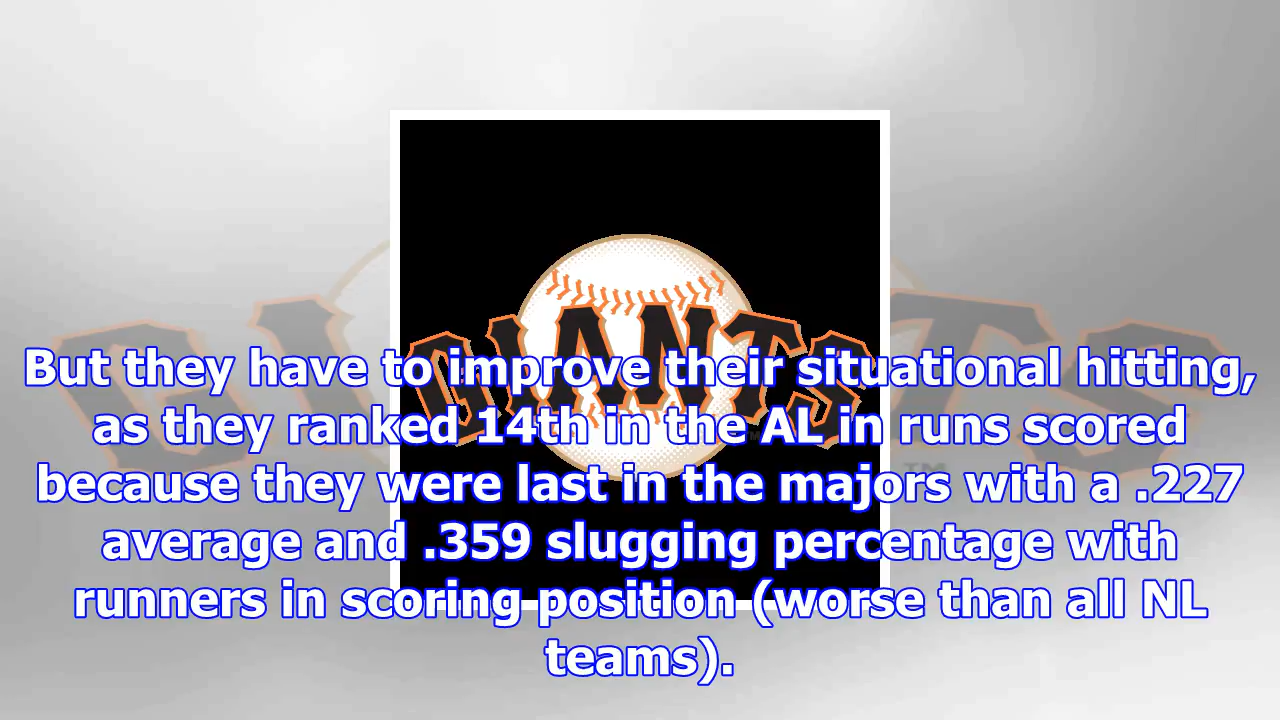 GIANTS
TM
But they have to improve their situational hitting,
as they ranked 14th in the AL in runs scored
because they were last in the majors with a .227
average and .359 slugging percentage with
runners in scoring position (worse than all NL
teams).